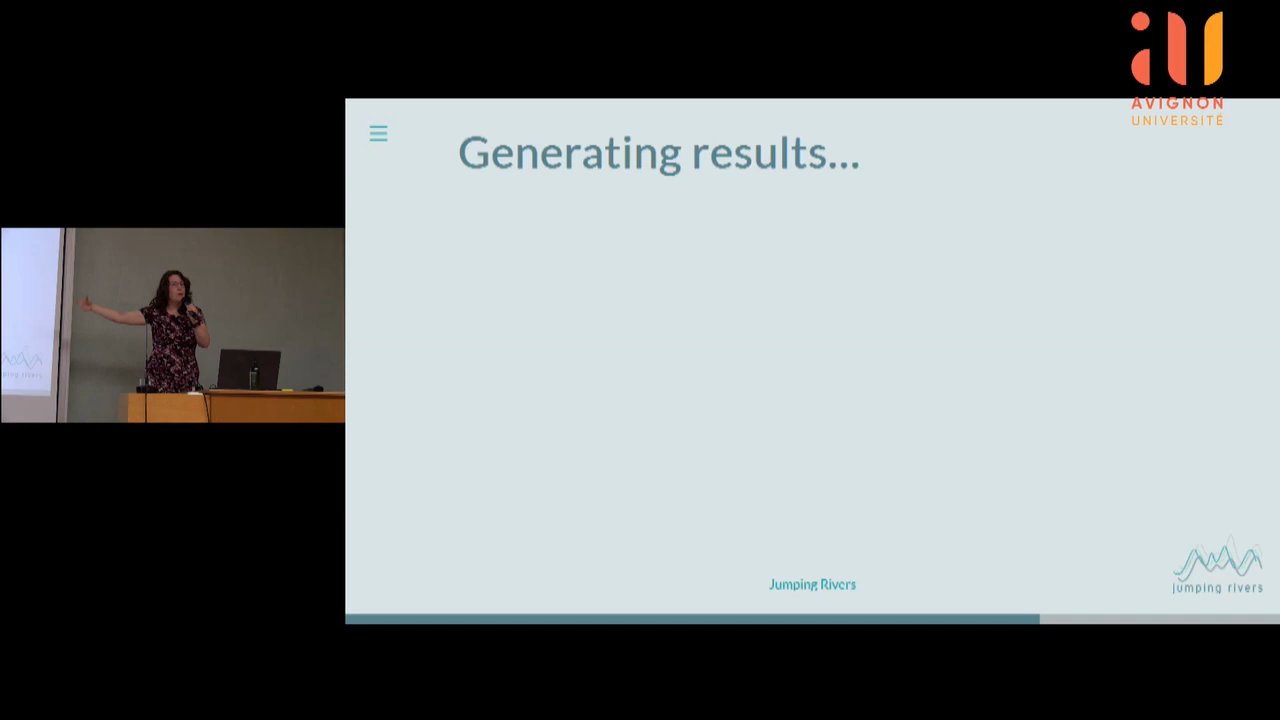 AVIGNON
UNIVERSITÉ
Generating results...
Jumping Rivers
jumping rivers